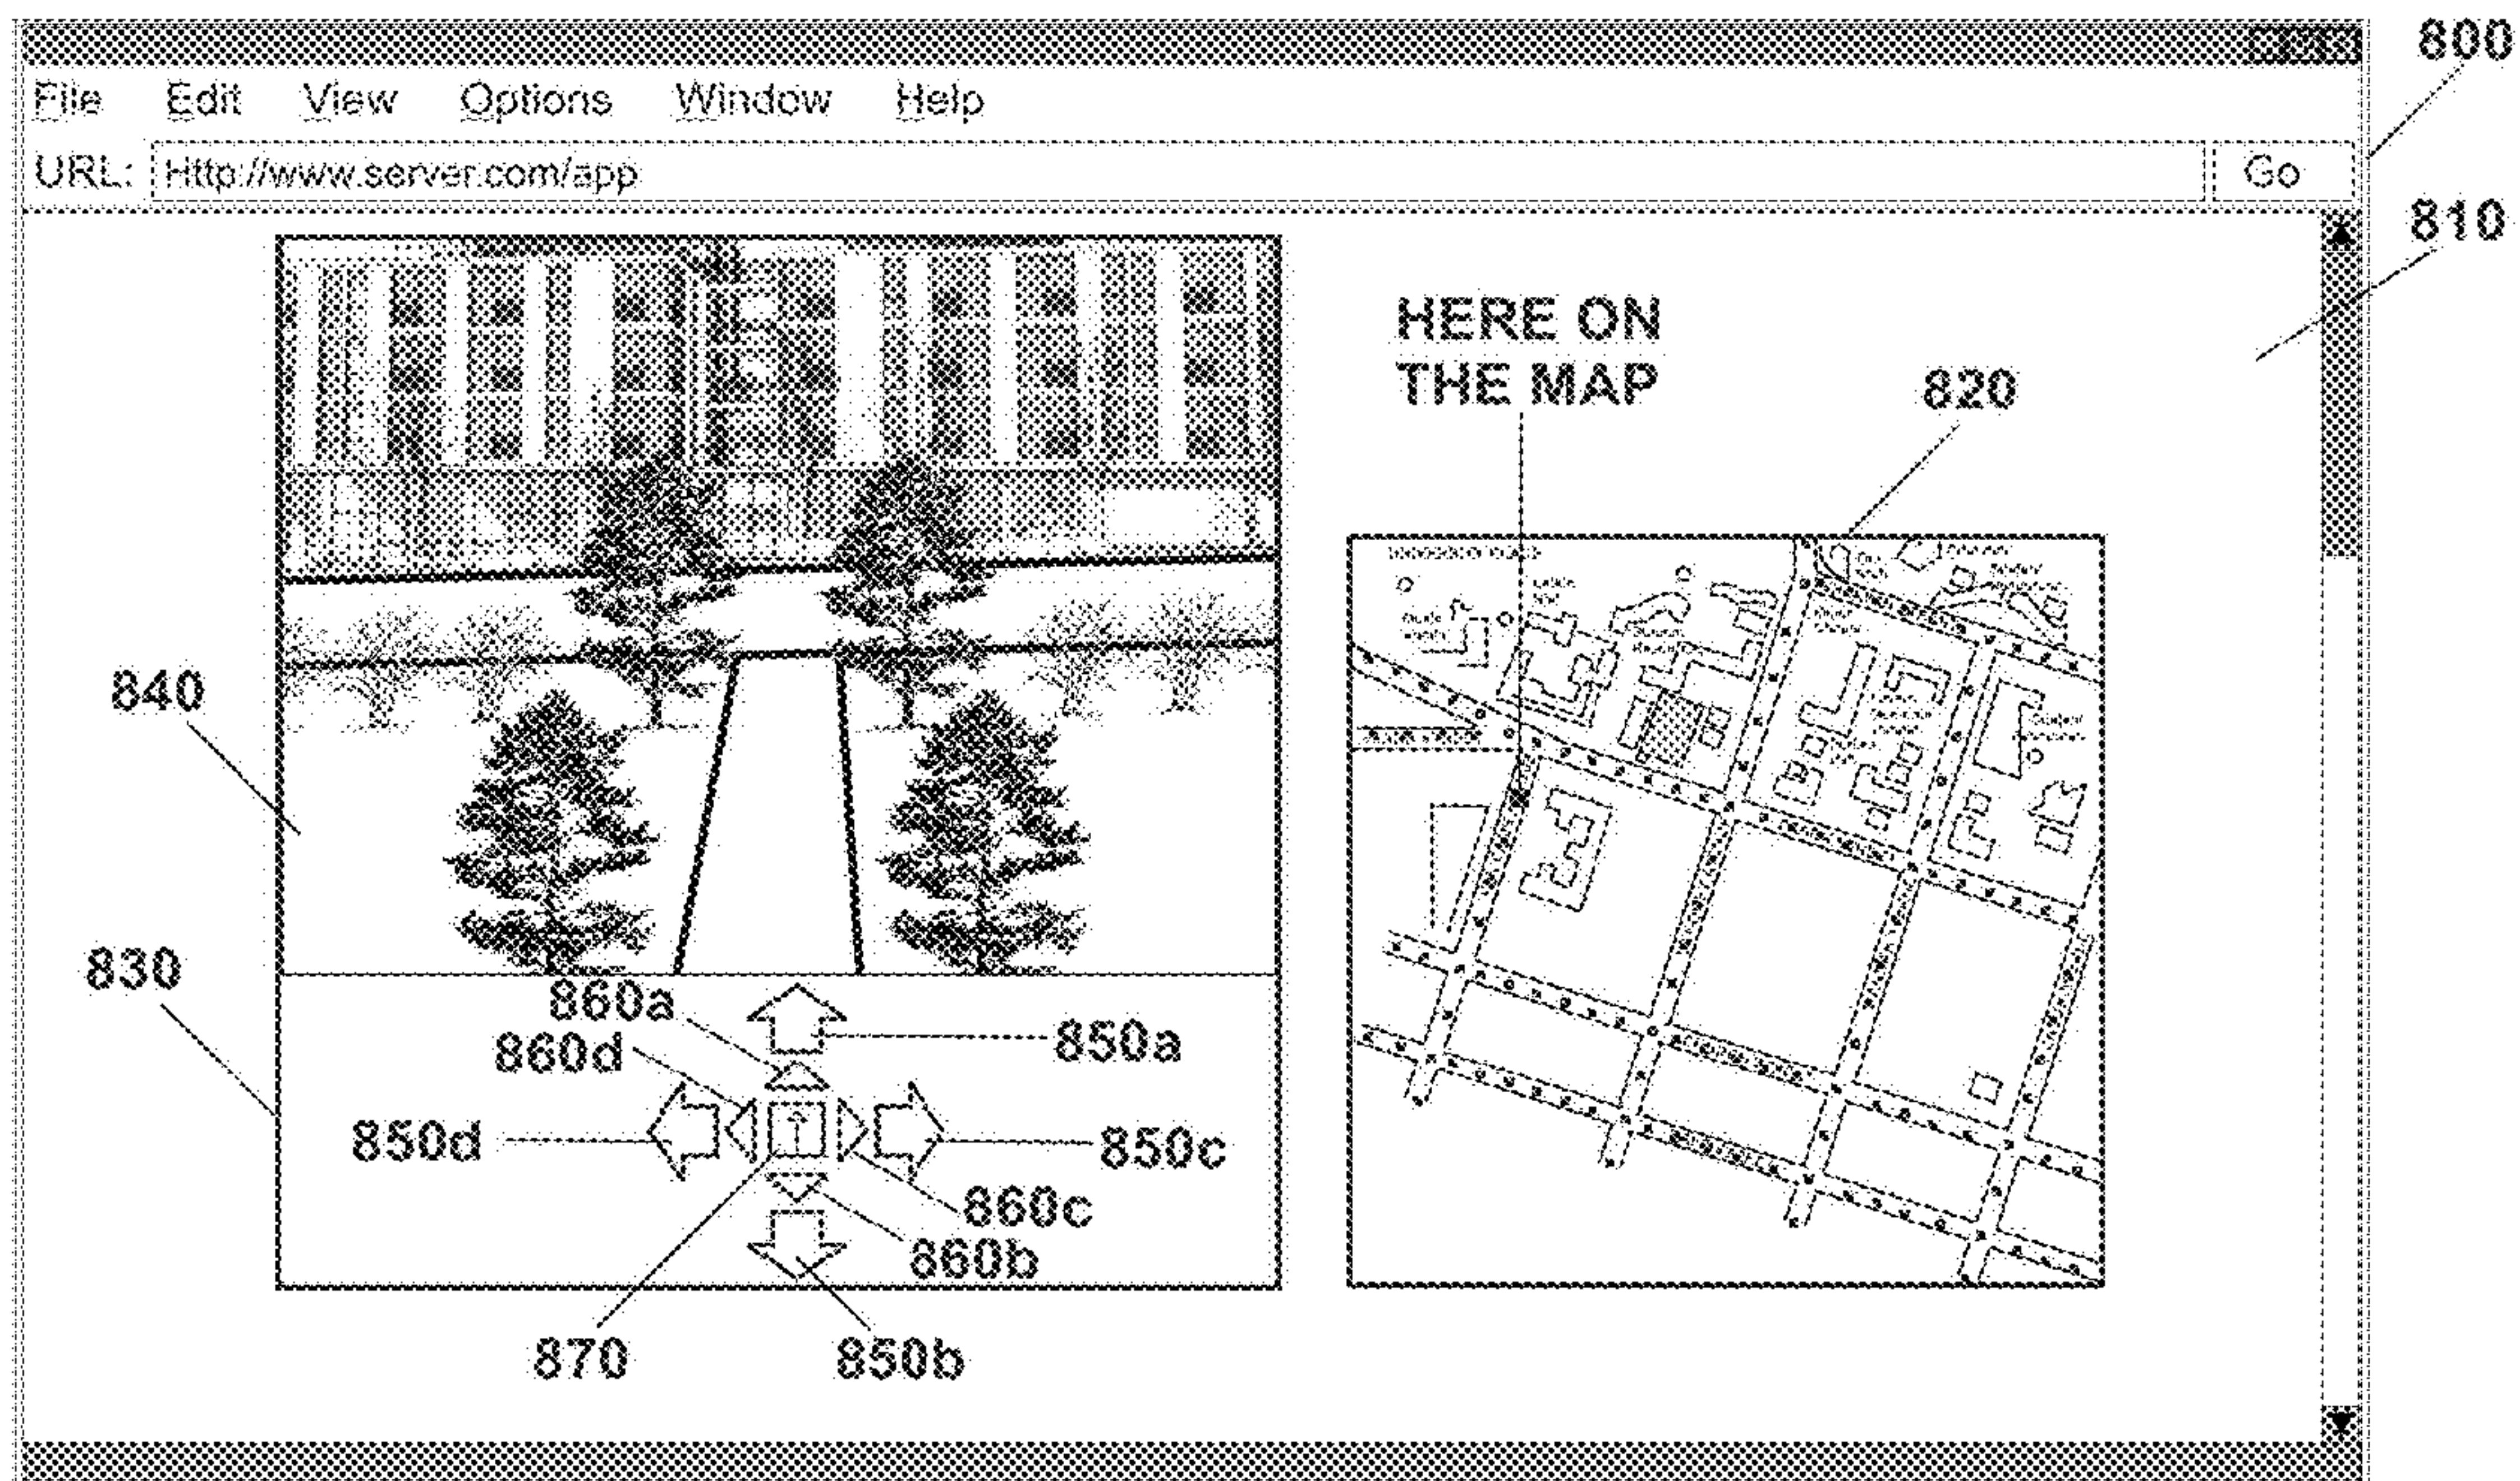 800
File Edit View Options Window Help
URL: Http://www.server.com/app Go
810
HERE ON
THE MAP
820
840
830
860a
850a
860d
850d
850c
860c
860b
870
850b